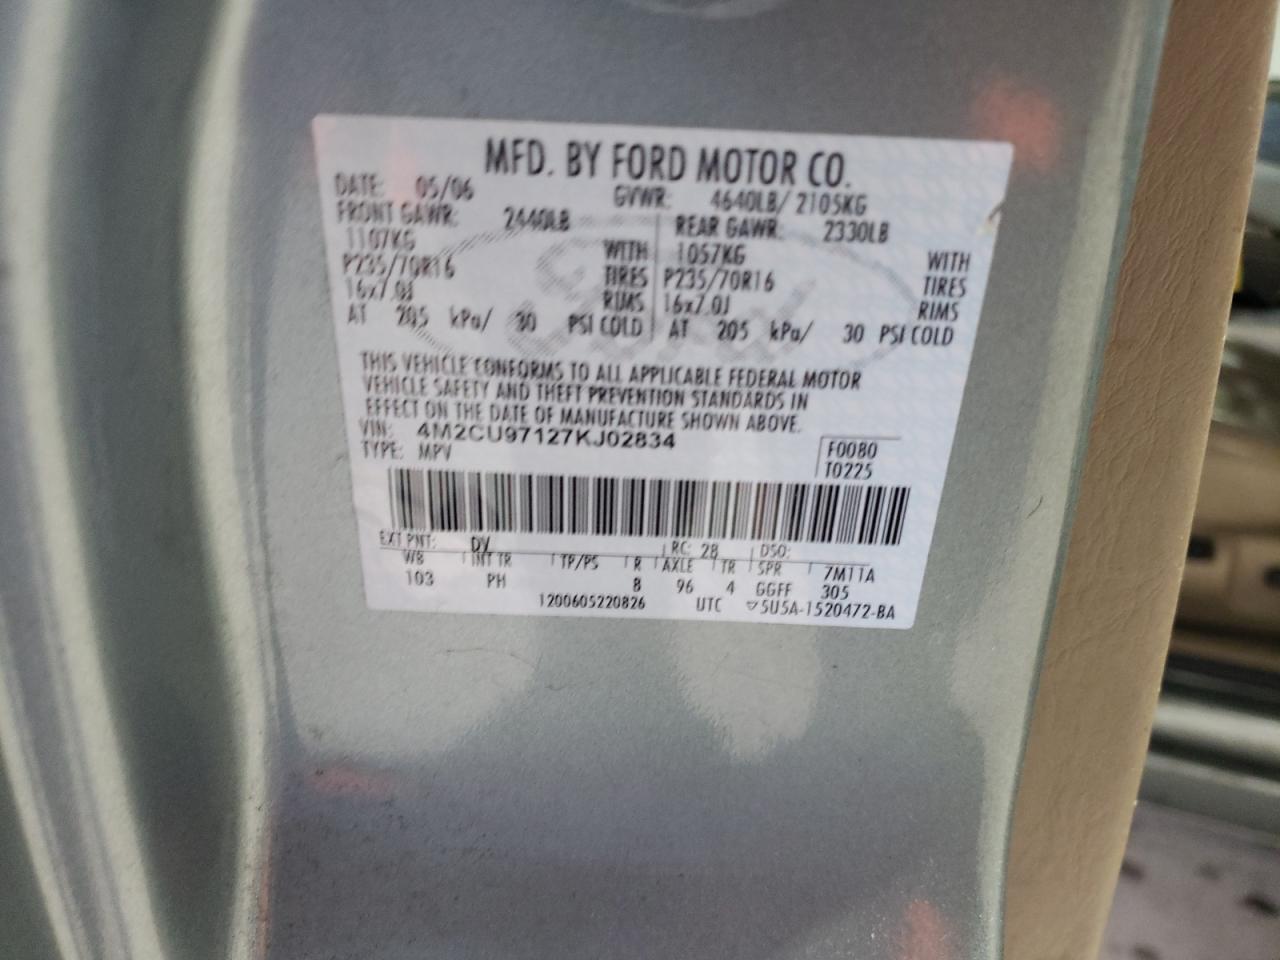 MFD. BY FORD MOTOR CO.
DATE: 05/06 GVWR: 4640LB/ 2105KG
FRONT GAWR: 2440LB REAR GAWR: 2330LB
1107KG WITH 1057KG WITH
P235/70R16 TIRES P235/70R16 TIRES
16x7.0J RIMS 16x7.0J RIMS
AT 205 kPa/ 30 PSI COLD AT 205 kPa/ 30 PSI COLD
THIS VEHICLE CONFORMS TO ALL APPLICABLE FEDERAL MOTOR
VEHICLE SAFETY AND THEFT PREVENTION STANDARDS IN
EFFECT ON THE DATE OF MANUFACTURE SHOWN ABOVE.
VIN: 4M2CU97127KJ02834
TYPE: MPV F0080
T0225
EXT PNT: DV RC: 28 DSO:
WB INT TR TP/PS R AXLE TR SPR 7M11A
103 PH 8 96 4 GGFF 305
1200605220826 UTC ▽5U5A-1520472-BA